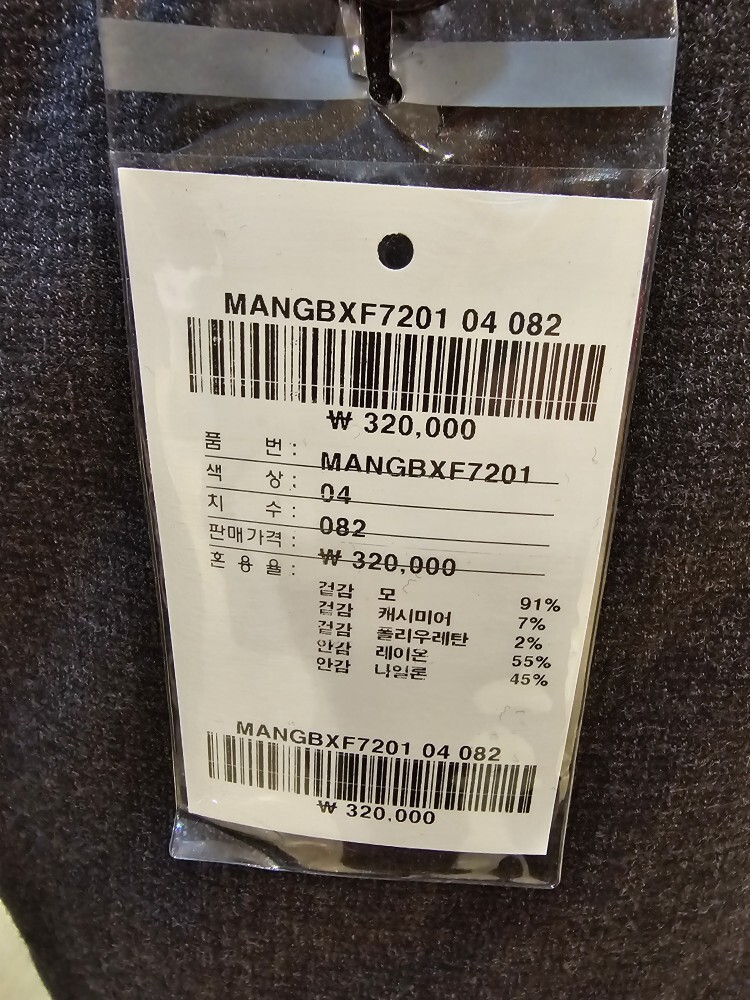 MANGBXF7201 04 082
₩ 320,000
품 번 : MANGBXF7201
색 상 : 04
치 수 : 082
판매가격 : ₩ 320,000
혼 용 율 :
겉감 모 91%
겉감 캐시미어 7%
겉감 폴리우레탄 2%
안감 레이온 55%
안감 나일론 45%
MANGBXF7201 04 082
₩ 320,000